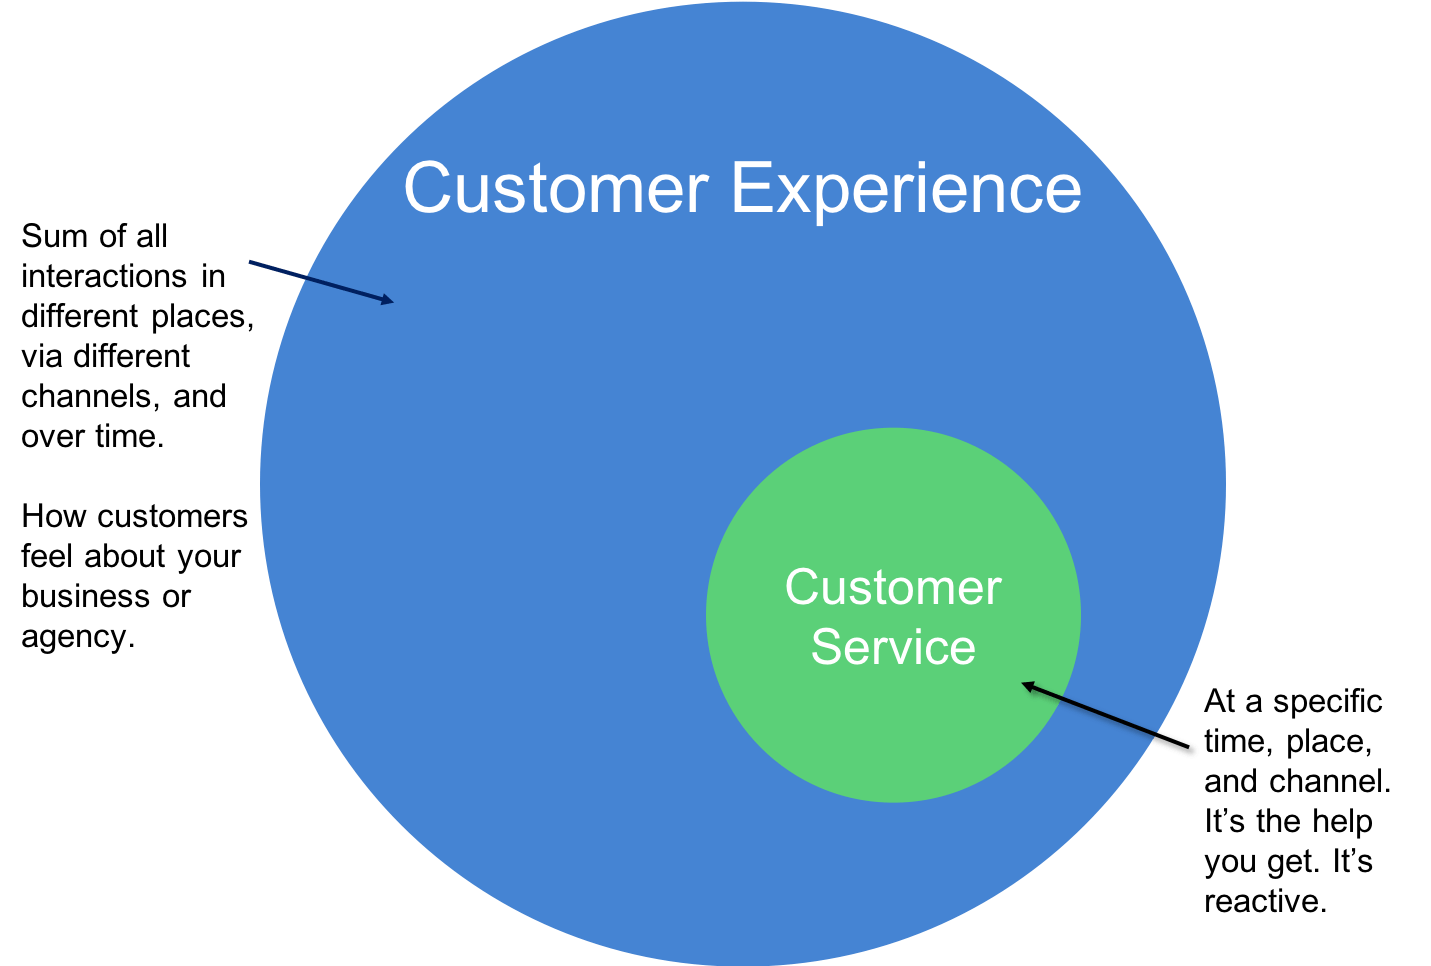 Customer Experience
Sum of all
interactions in
different places,
via different
channels, and
over time.
How customers
feel about your
business or
agency.
Customer
Service
At a specific
time, place,
and channel.
It’s the help
you get. It’s
reactive.